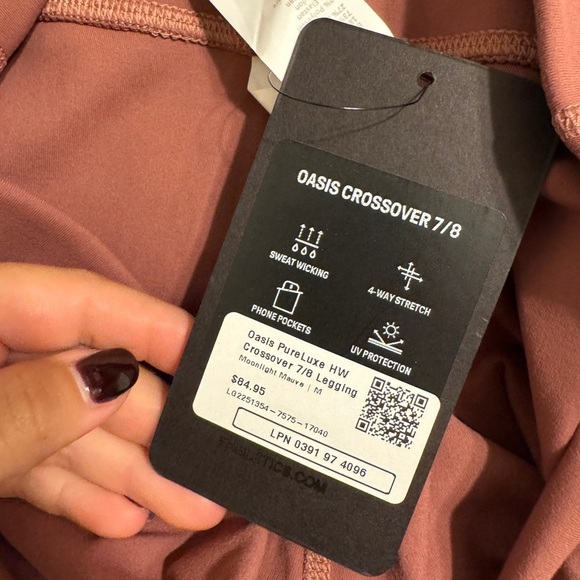 OASIS CROSSOVER 7/8
SWEAT WICKING
4-WAY STRETCH
PHONE POCKETS
UV PROTECTION
Oasis PureLuxe HW
Crossover 7/8 Legging
Moonlight Mauve | M
$84.95
LG2251354-7575-17040
LPN 0391 97 4096